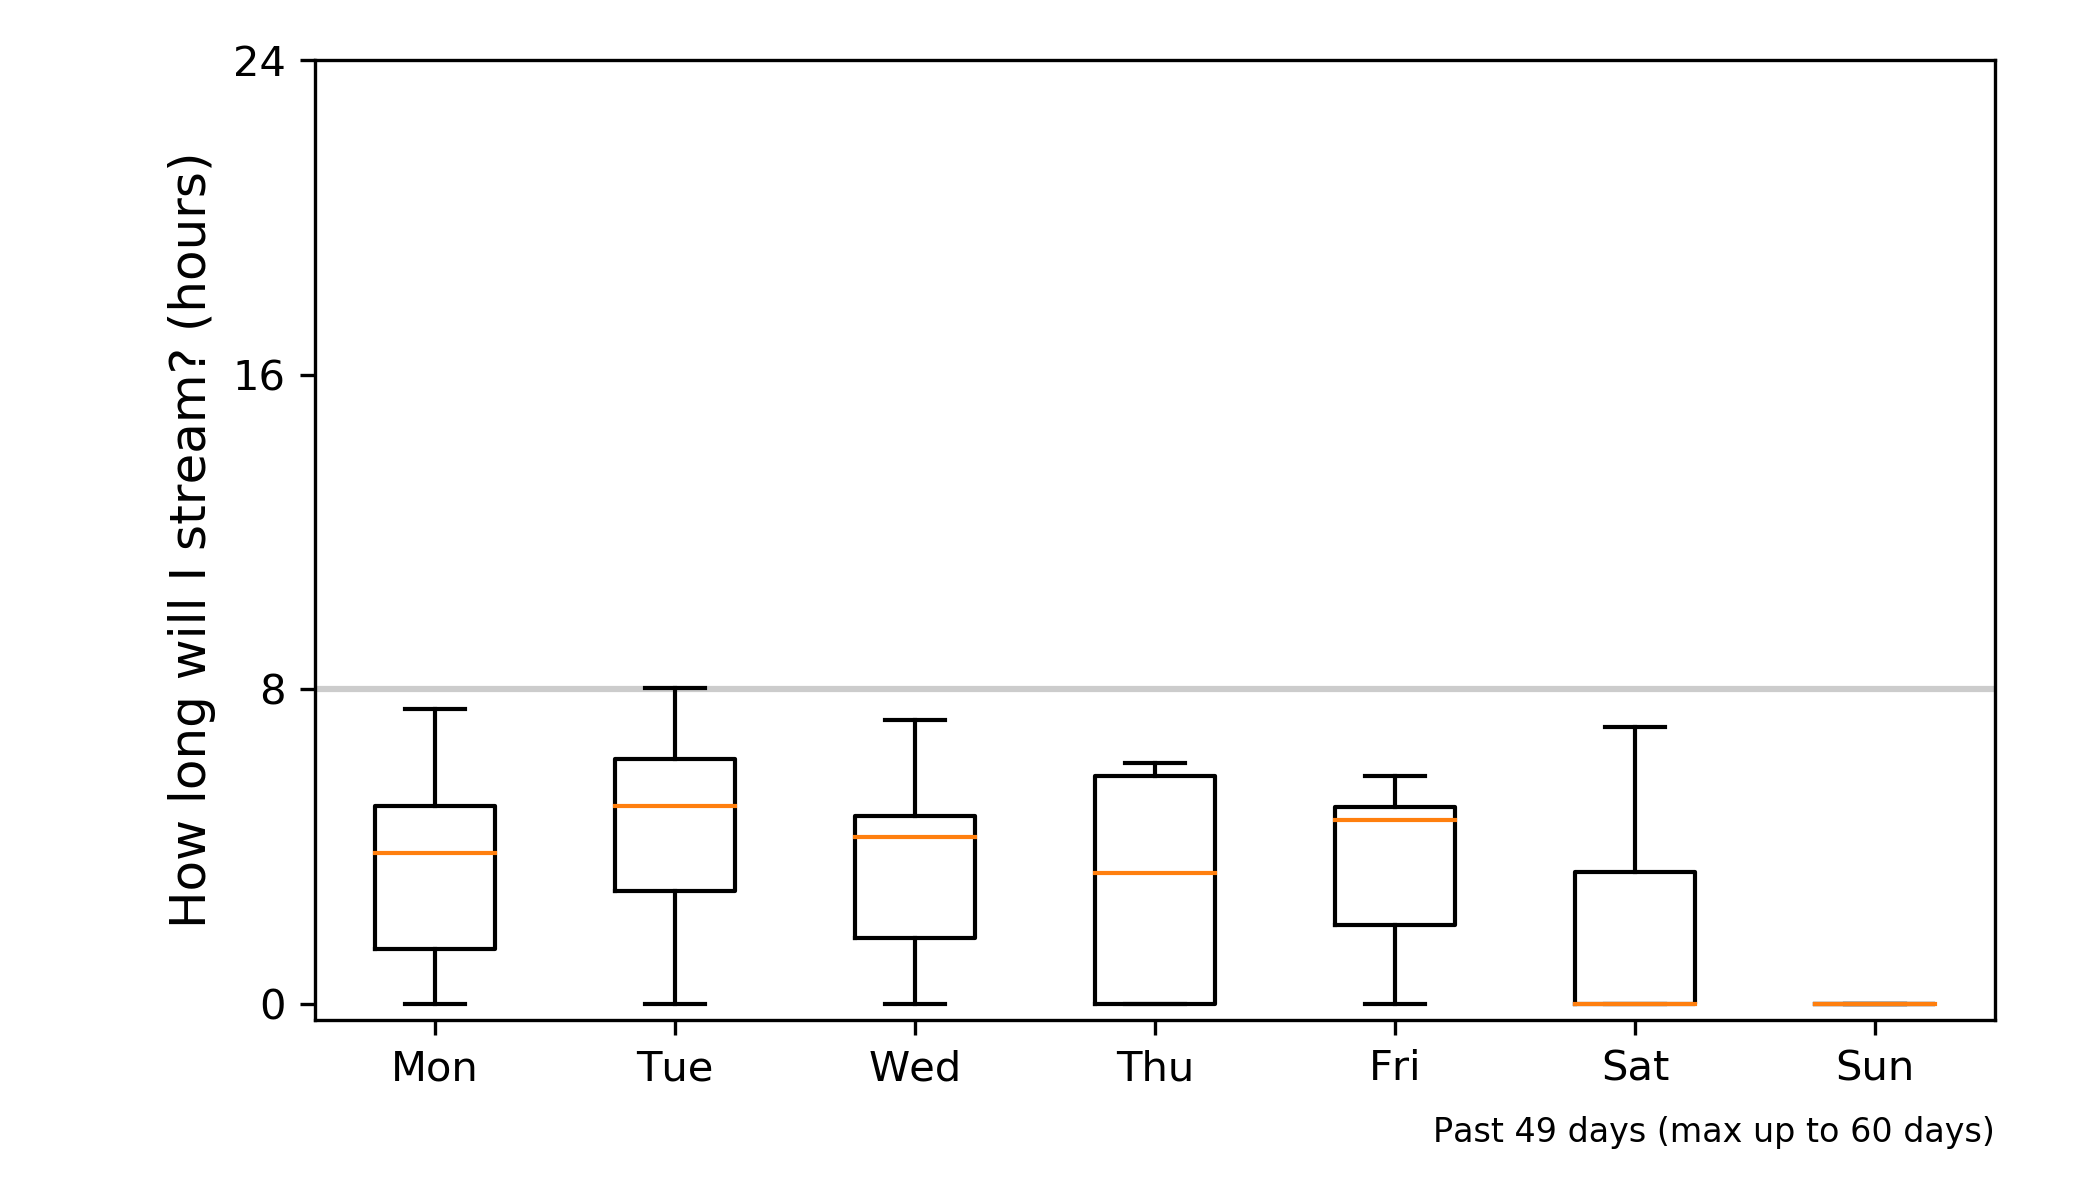 How long will I stream? (hours)
24
16
8
0
Mon Tue Wed Thu Fri Sat Sun
Past 49 days (max up to 60 days)